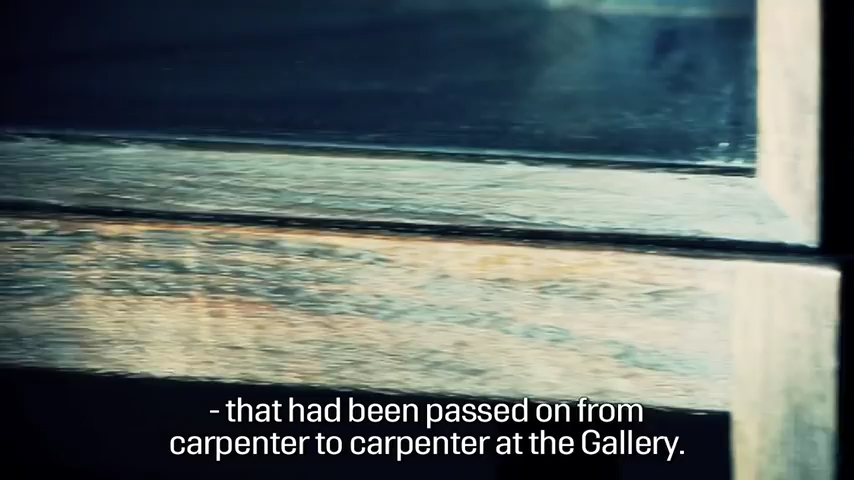 - that had been passed on from
carpenter to carpenter at the Gallery.